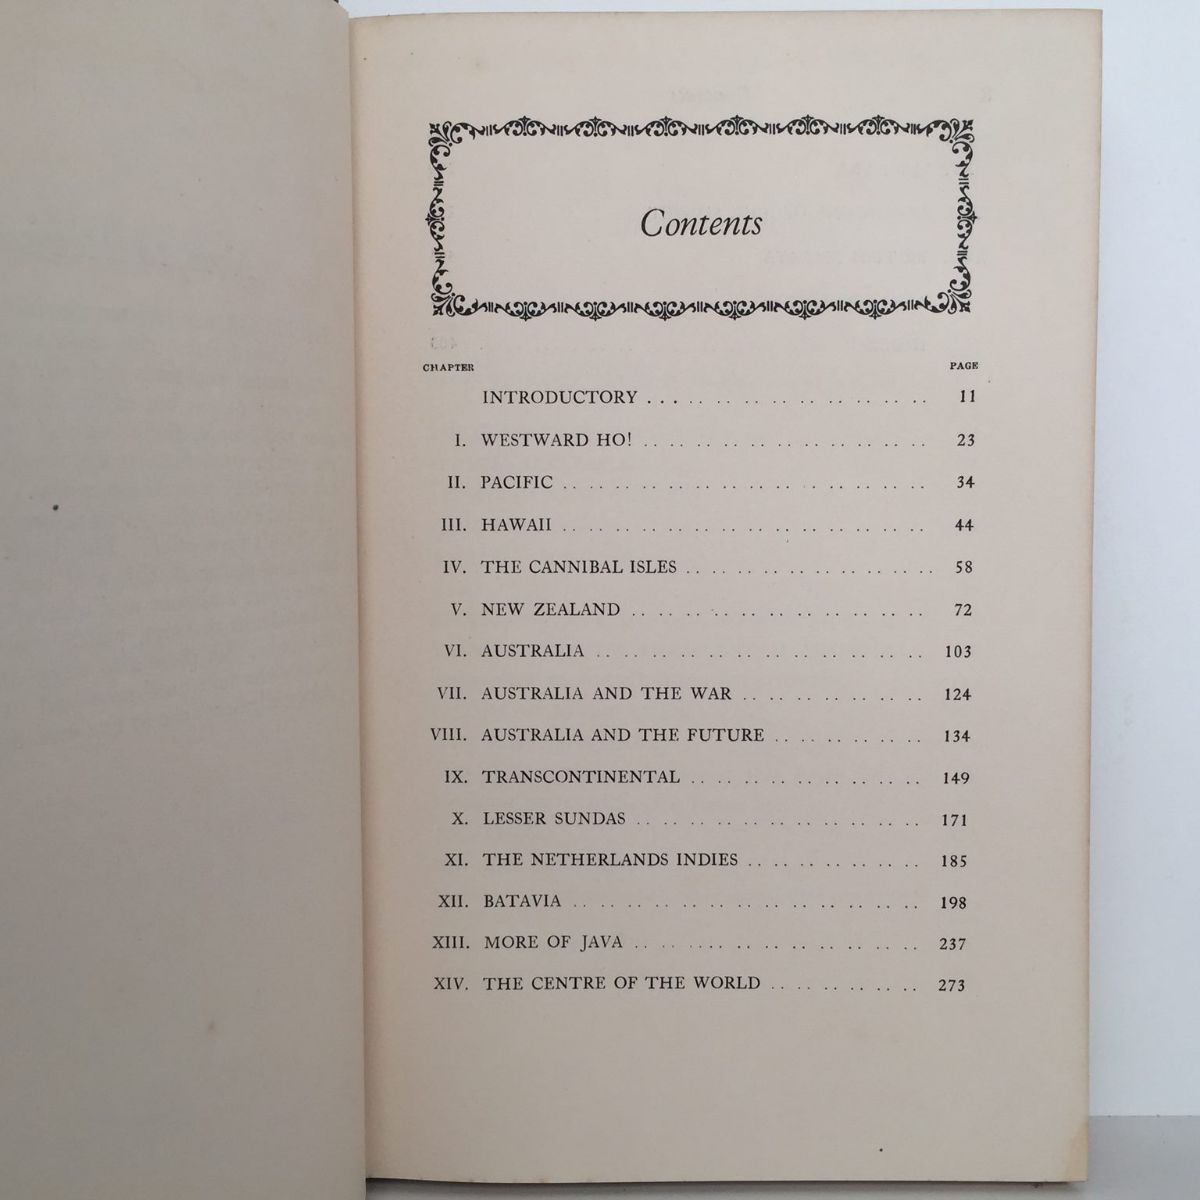 Contents
CHAPTER PAGE
INTRODUCTORY . . . . . . . . . . . . . . . . . . . . . 11
I. WESTWARD HO! . . . . . . . . . . . . . . . . . . . . . . 23
II. PACIFIC . . . . . . . . . . . . . . . . . . . . . . . . . . . . 34
III. HAWAII . . . . . . . . . . . . . . . . . . . . . . . . . . . . 44
IV. THE CANNIBAL ISLES . . . . . . . . . . . . . . . . . . . 58
V. NEW ZEALAND . . . . . . . . . . . . . . . . . . . . . . 72
VI. AUSTRALIA . . . . . . . . . . . . . . . . . . . . . . . . . 103
VII. AUSTRALIA AND THE WAR . . . . . . . . . . . . . . 124
VIII. AUSTRALIA AND THE FUTURE . . . . . . . . . . . . 134
IX. TRANSCONTINENTAL . . . . . . . . . . . . . . . . . . 149
X. LESSER SUNDAS . . . . . . . . . . . . . . . . . . . . . . 171
XI. THE NETHERLANDS INDIES . . . . . . . . . . . . . . 185
XII. BATAVIA . . . . . . . . . . . . . . . . . . . . . . . . . . 198
XIII. MORE OF JAVA . . . . . . . . . . . . . . . . . . . . . . 237
XIV. THE CENTRE OF THE WORLD . . . . . . . . . . . . 273